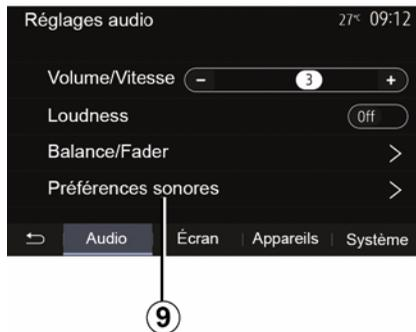 Réglages audio 27°C 09:12
Volume/Vitesse - 3 +
Loudness Off
Balance/Fader >
Préférences sonores >
Audio Écran Appareils Système
9